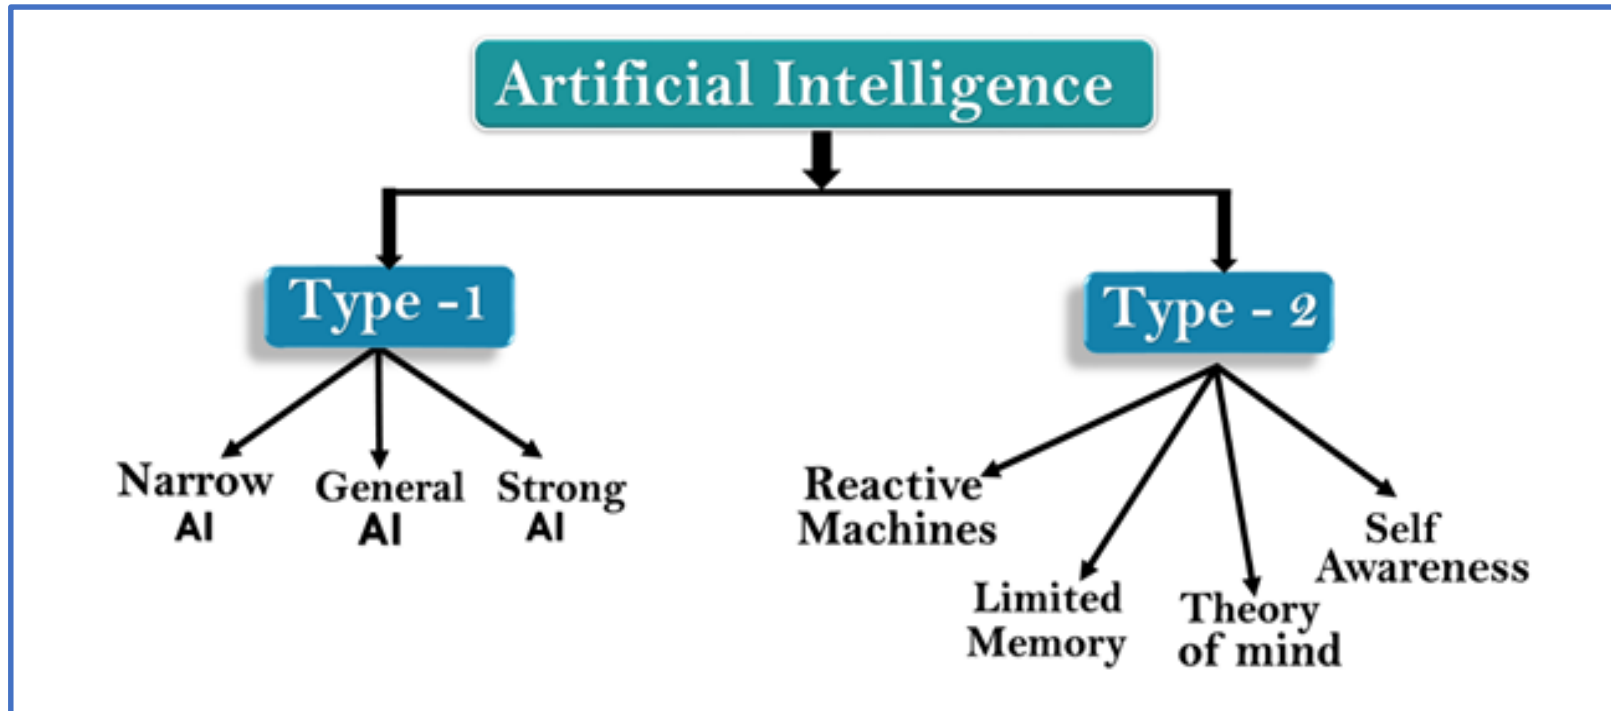 Artificial Intelligence
Type -1
Type - 2
Narrow
AI
General
AI
Strong
AI
Reactive
Machines
Limited
Memory
Theory
of mind
Self
Awareness